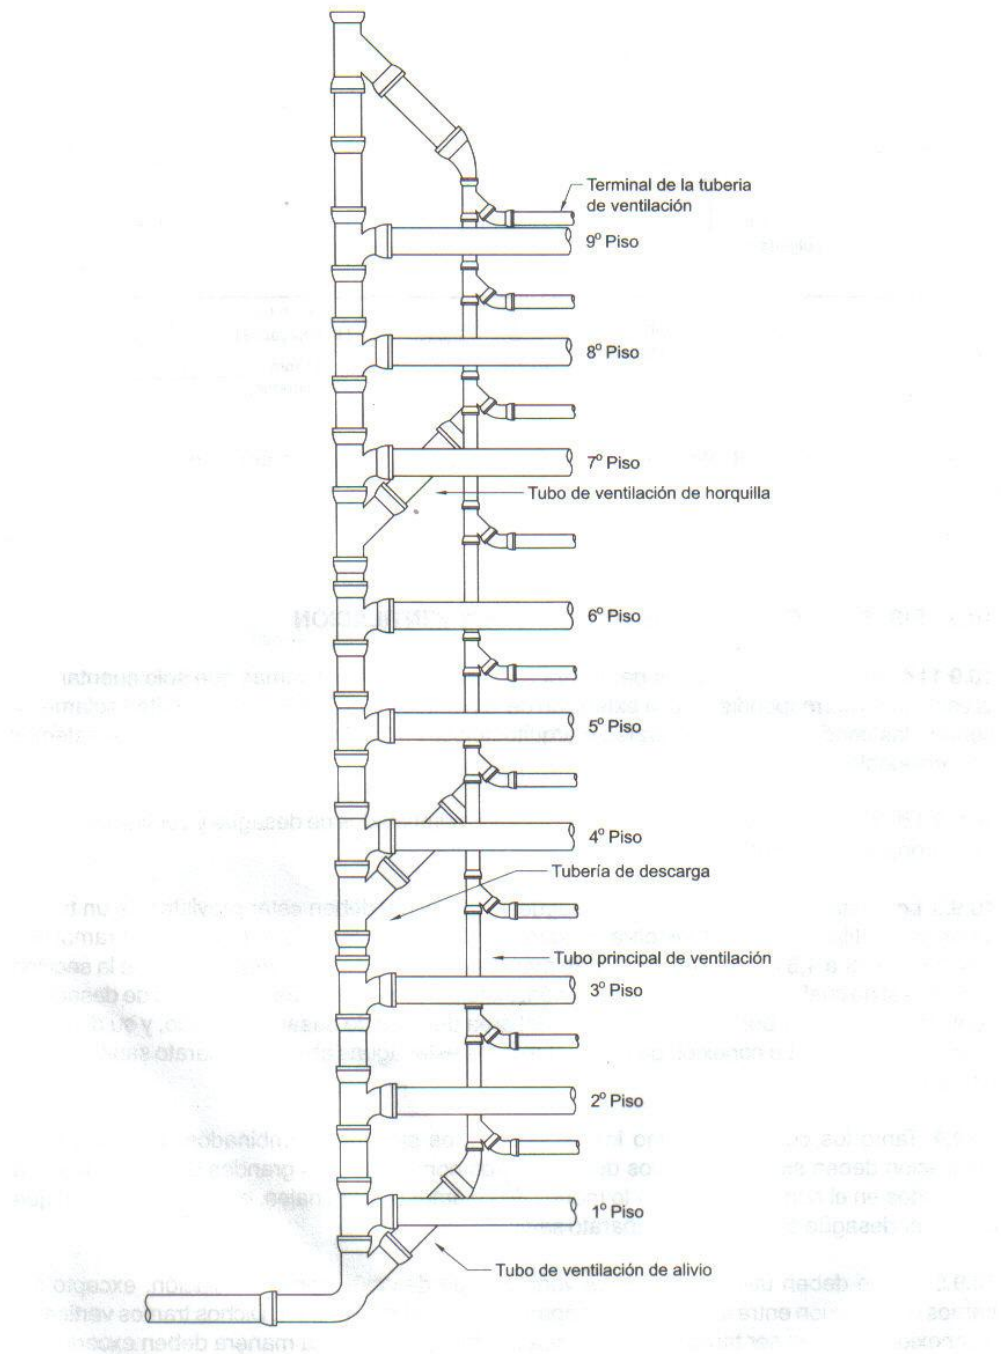 Terminal de la tuberia
de ventilación
9º Piso
8º Piso
7º Piso
Tubo de ventilación de horquilla
6º Piso
5º Piso
4º Piso
Tubería de descarga
Tubo principal de ventilación
3º Piso
2º Piso
1º Piso
Tubo de ventilación de alivio